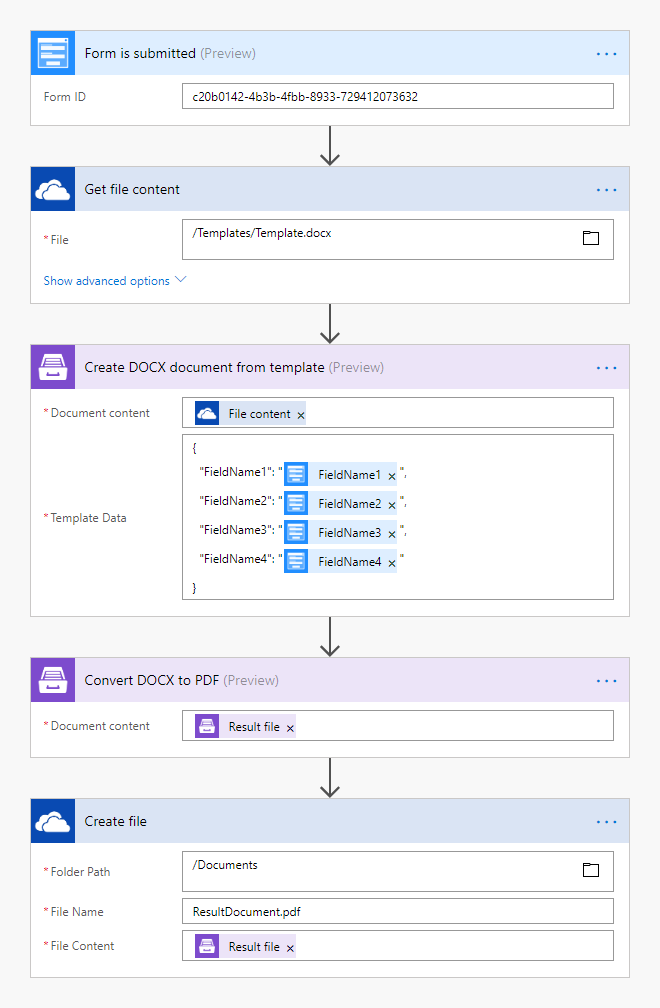 Form is submitted (Preview)
Form ID
c20b0142-4b3b-4fbb-8933-729412073632
Get file content
*File
/Templates/Template.docx
Show advanced options
Create DOCX document from template (Preview)
*Document content
File content ×
*Template Data
{
"FieldName1": " FieldName1 × ",
"FieldName2": " FieldName2 × ",
"FieldName3": " FieldName3 × ",
"FieldName4": " FieldName4 × "
}
Convert DOCX to PDF (Preview)
*Document content
Result file ×
Create file
*Folder Path
/Documents
*File Name
ResultDocument.pdf
*File Content
Result file ×